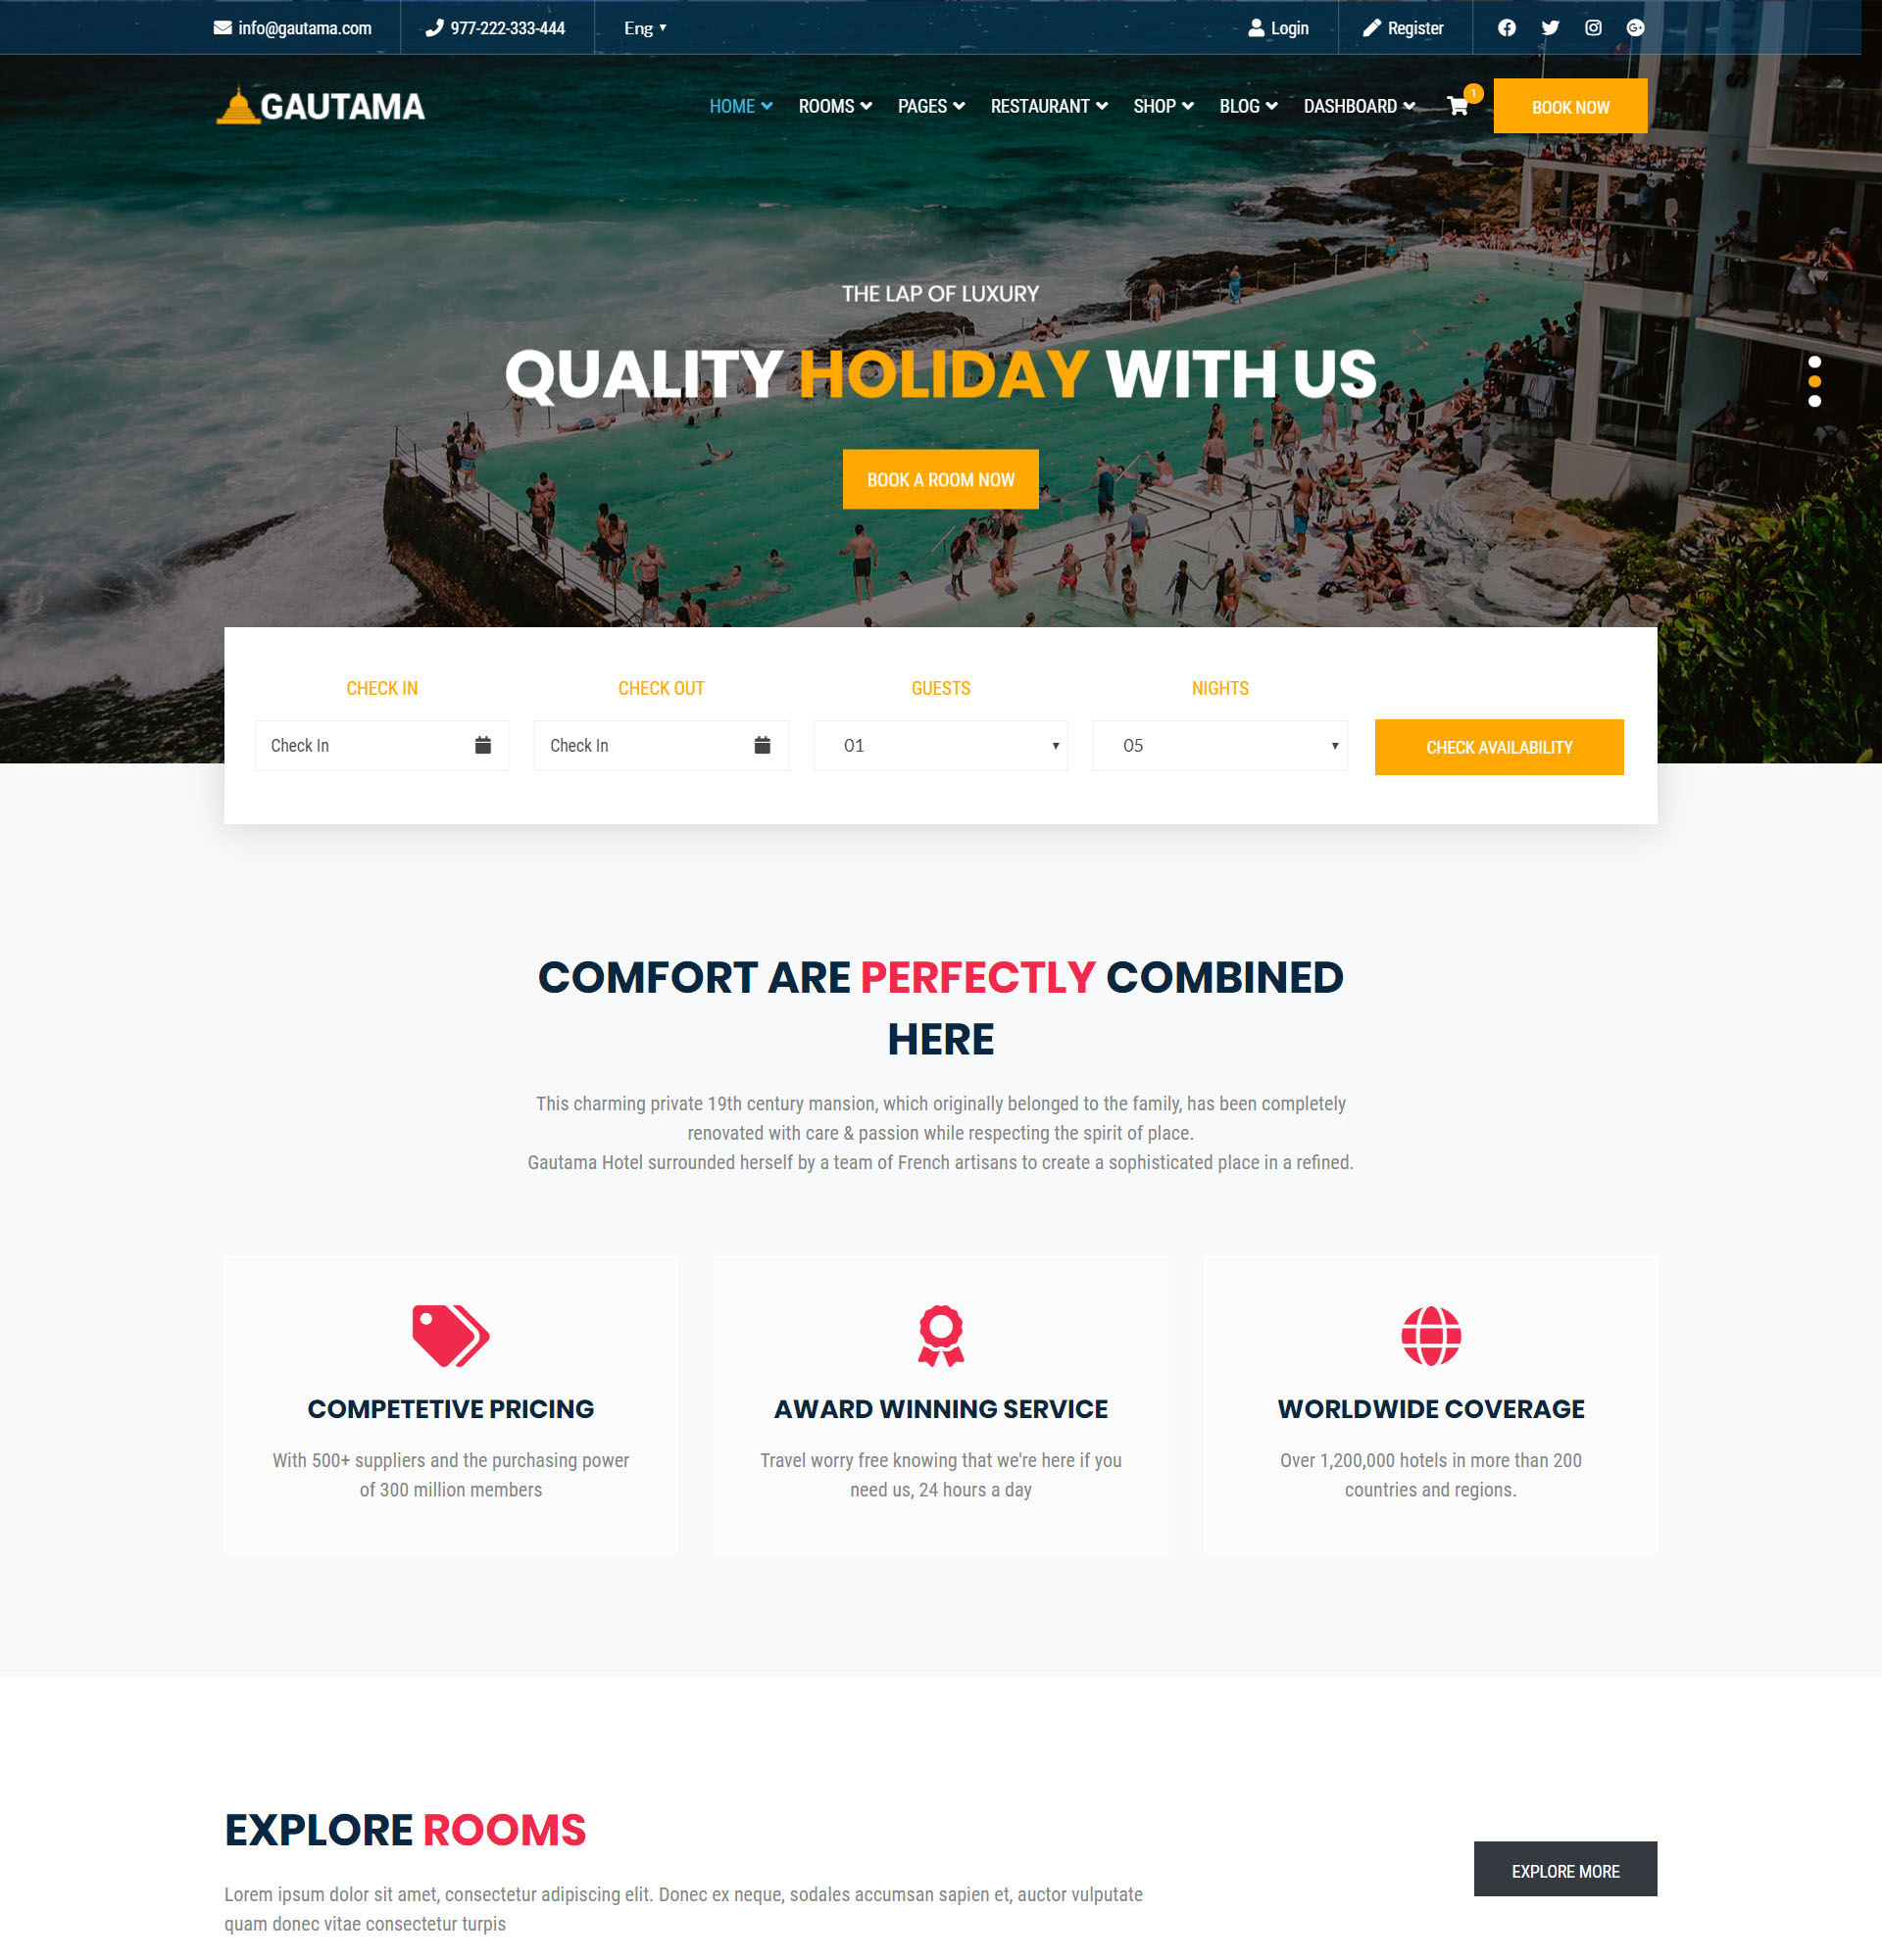 info@gautama.com
977-222-333-444
Eng
Login
Register
GAUTAMA
HOME
ROOMS
PAGES
RESTAURANT
SHOP
BLOG
DASHBOARD
1
BOOK NOW
THE LAP OF LUXURY
QUALITY HOLIDAY WITH US
BOOK A ROOM NOW
CHECK IN
CHECK OUT
GUESTS
NIGHTS
Check In
Check In
01
05
CHECK AVAILABILITY
COMFORT ARE PERFECTLY COMBINED
HERE
This charming private 19th century mansion, which originally belonged to the family, has been completely
renovated with care & passion while respecting the spirit of place.
Gautama Hotel surrounded herself by a team of French artisans to create a sophisticated place in a refined.
COMPETETIVE PRICING
With 500+ suppliers and the purchasing power
of 300 million members
AWARD WINNING SERVICE
Travel worry free knowing that we're here if you
need us, 24 hours a day
WORLDWIDE COVERAGE
Over 1,200,000 hotels in more than 200
countries and regions.
EXPLORE ROOMS
Lorem ipsum dolor sit amet, consectetur adipiscing elit. Donec ex neque, sodales accumsan sapien et, auctor vulputate
quam donec vitae consectetur turpis
EXPLORE MORE